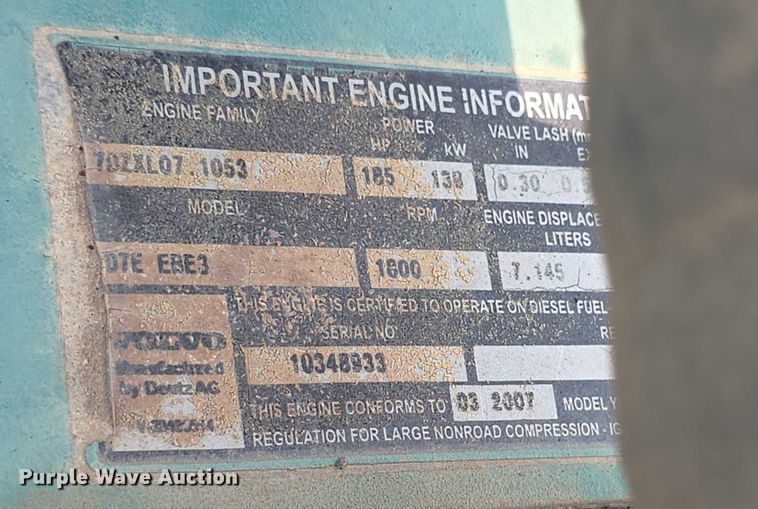 IMPORTANT ENGINE INFORMAT
ENGINE FAMILY POWER VALVE LASH (m
HP kW IN E
7DZXL07.1053 185 138 0.30 0.
MODEL RPM ENGINE DISPLACE
LITERS
D7E EBE3 1800 7.145
THIS ENGINE IS CERTIFIED TO OPERATE ON DIESEL FUEL
SERIAL NO RE
10348933
VOLVO
Manufactured
by Deutz AG
THIS ENGINE CONFORMS TO 03 2007 MODEL Y
REGULATION FOR LARGE NONROAD COMPRESSION - IG
Purple Wave Auction